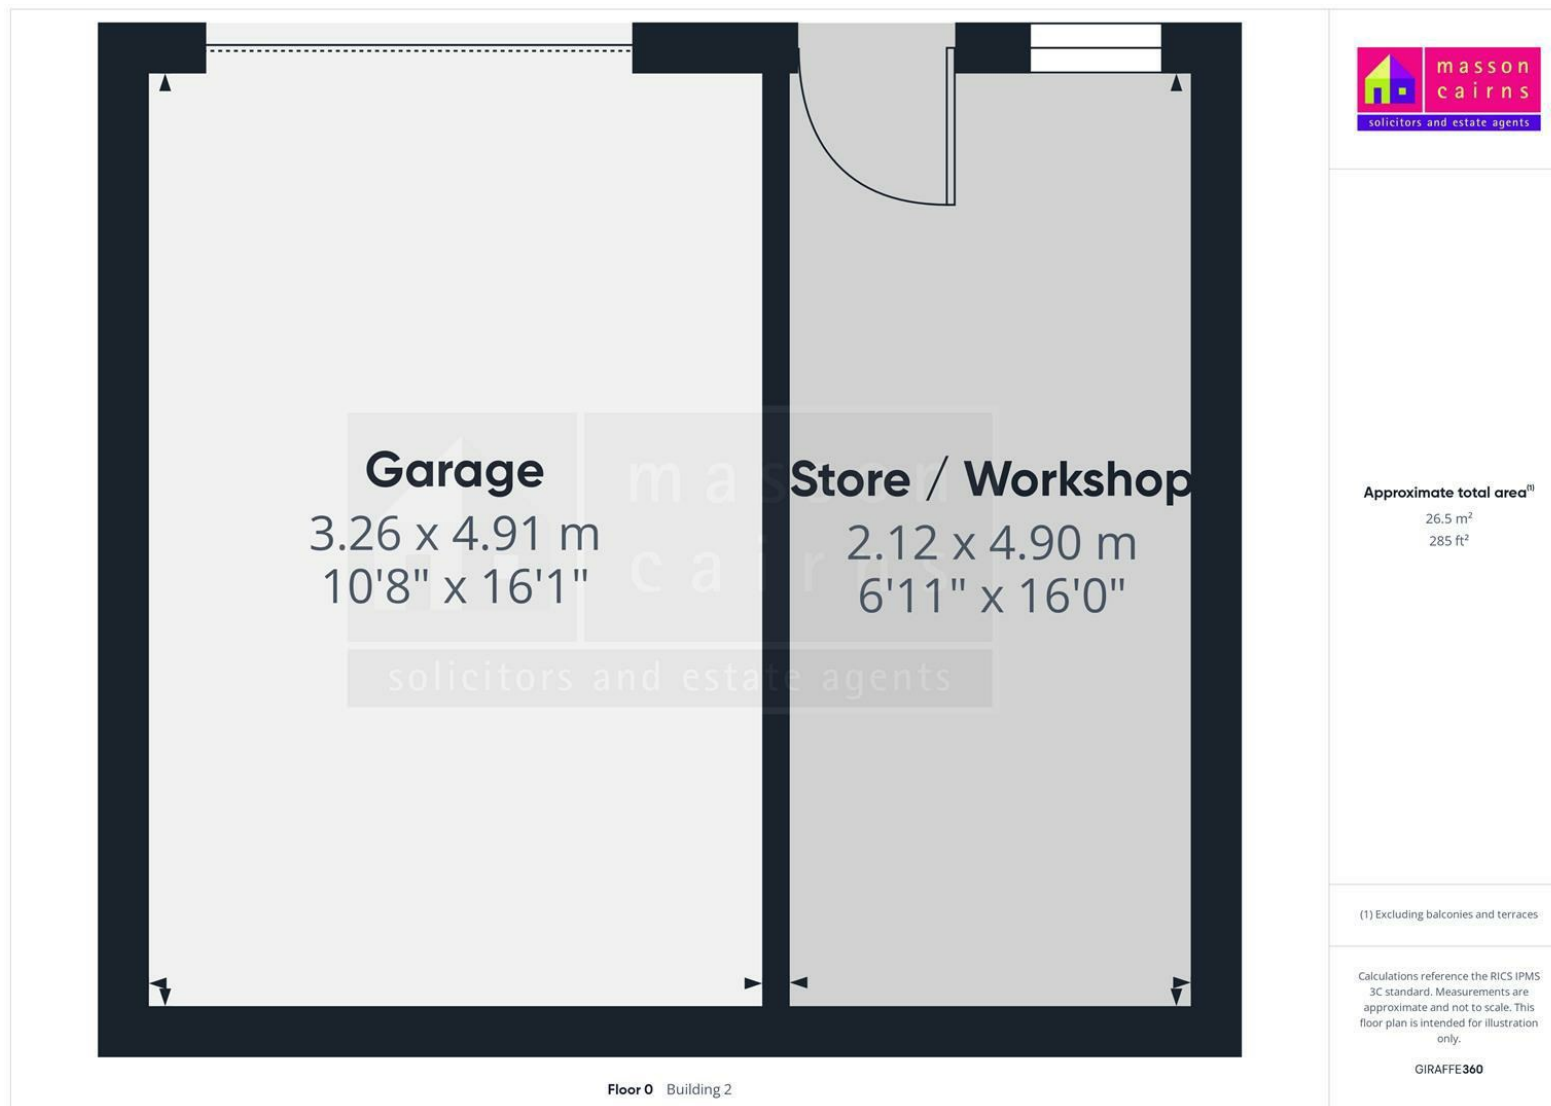 Garage
3.26 x 4.91 m
10'8" x 16'1"
Store / Workshop
2.12 x 4.90 m
6'11" x 16'0"
masson
cairns
solicitors and estate agents
Floor 0 Building 2
masson
cairns
solicitors and estate agents
Approximate total area(1)
26.5 m²
285 ft²
(1) Excluding balconies and terraces
Calculations reference the RICS IPMS
3C standard. Measurements are
approximate and not to scale. This
floor plan is intended for illustration
only.
GIRAFFE360